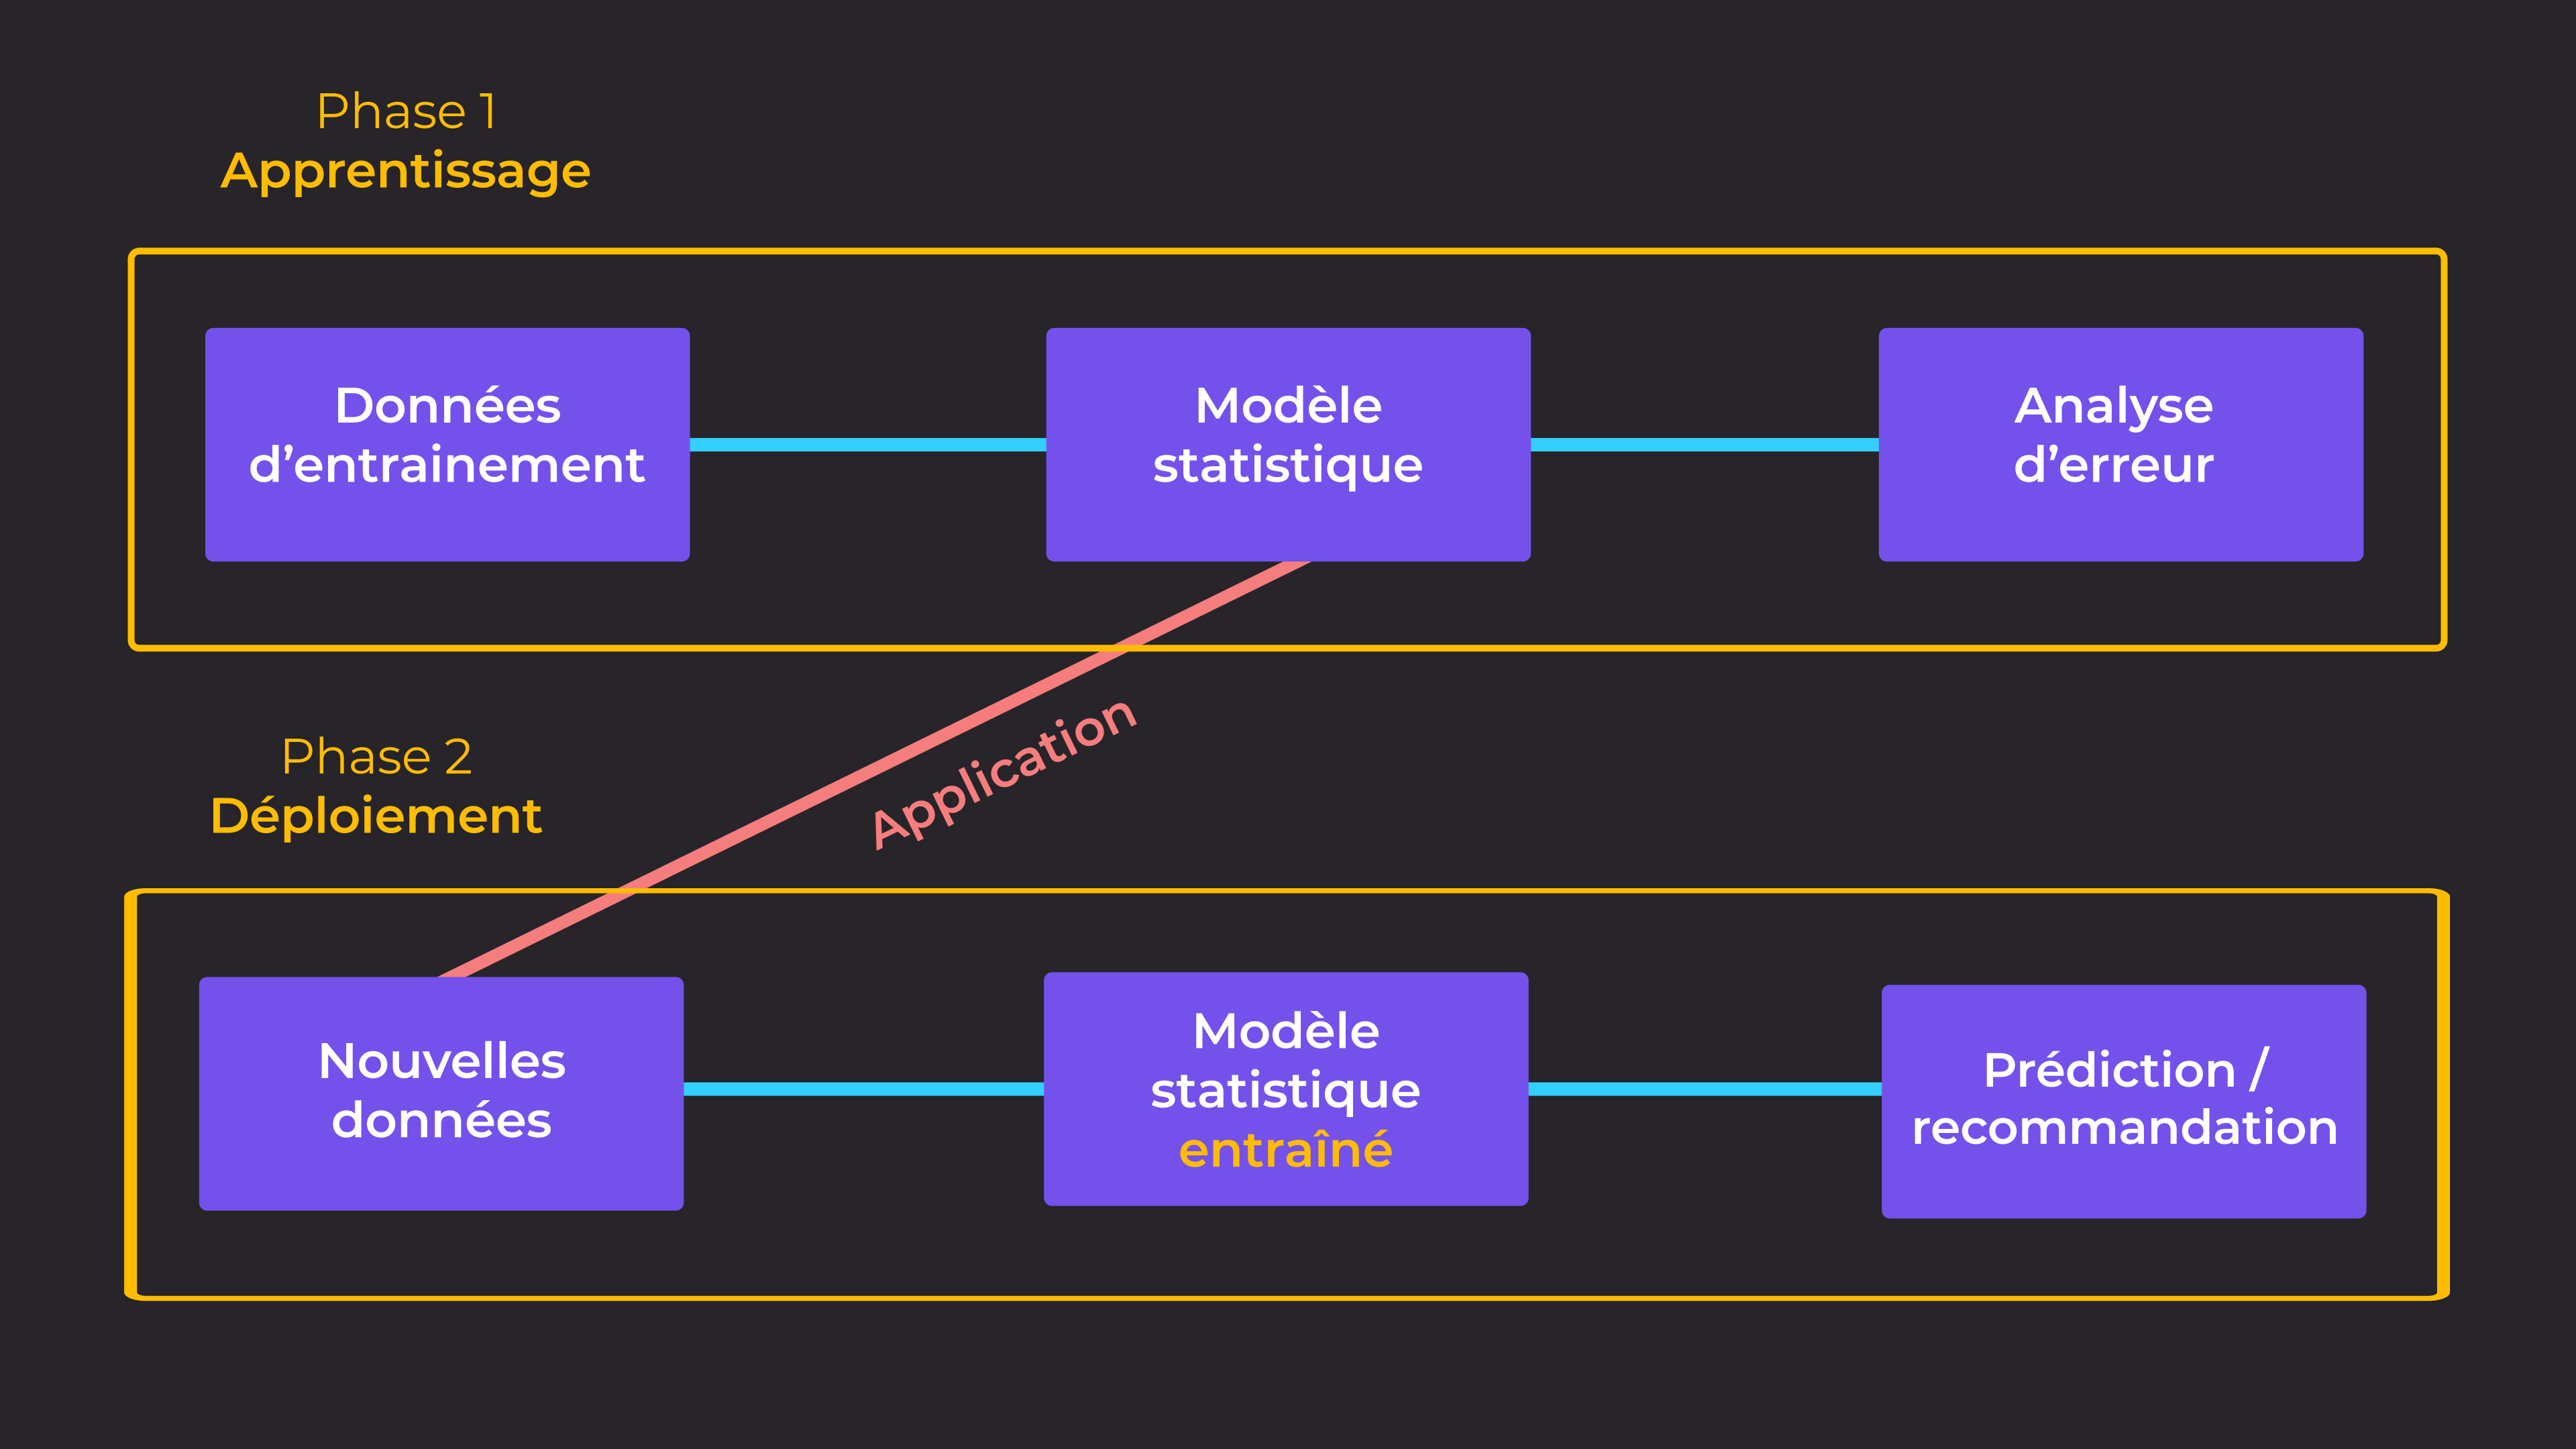 Phase 1
Apprentissage
Données
d’entrainement
Modèle
statistique
Analyse
d’erreur
Application
Phase 2
Déploiement
Nouvelles
données
Modèle
statistique
entraîné
Prédiction /
recommandation